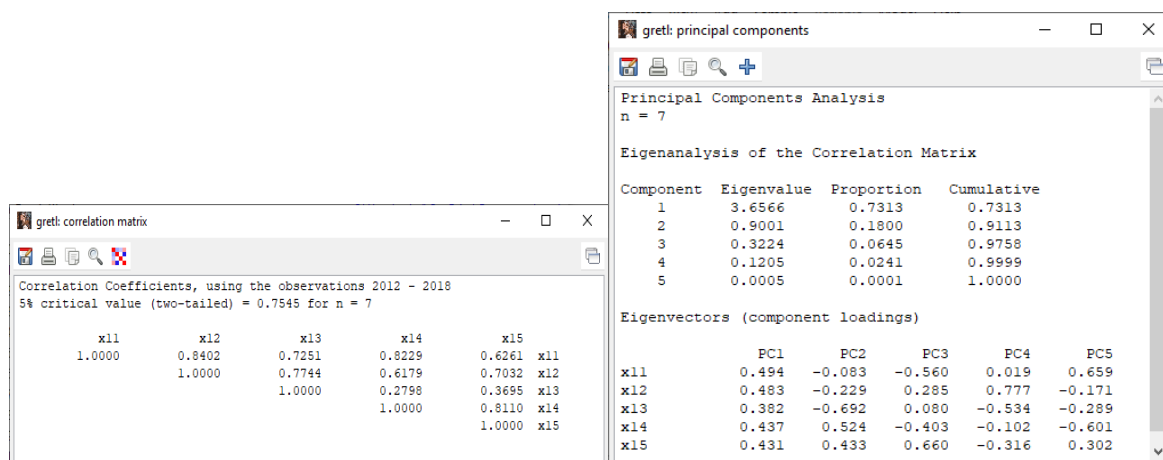 gretl: correlation matrix
Correlation Coefficients, using the observations 2012 - 2018
5% critical value (two-tailed) = 0.7545 for n = 7
x11 x12 x13 x14 x15
1.0000 0.8402 0.7251 0.8229 0.6261 x11
1.0000 0.7744 0.6179 0.7032 x12
1.0000 0.2798 0.3695 x13
1.0000 0.8110 x14
1.0000 x15
gretl: principal components
Principal Components Analysis
n = 7
Eigenanalysis of the Correlation Matrix
Component Eigenvalue Proportion Cumulative
1 3.6566 0.7313 0.7313
2 0.9001 0.1800 0.9113
3 0.3224 0.0645 0.9758
4 0.1205 0.0241 0.9999
5 0.0005 0.0001 1.0000
Eigenvectors (component loadings)
PC1 PC2 PC3 PC4 PC5
x11 0.494 -0.083 -0.560 0.019 0.659
x12 0.483 -0.229 0.285 0.777 -0.171
x13 0.382 -0.692 0.080 -0.534 -0.289
x14 0.437 0.524 -0.403 -0.102 -0.601
x15 0.431 0.433 0.660 -0.316 0.302